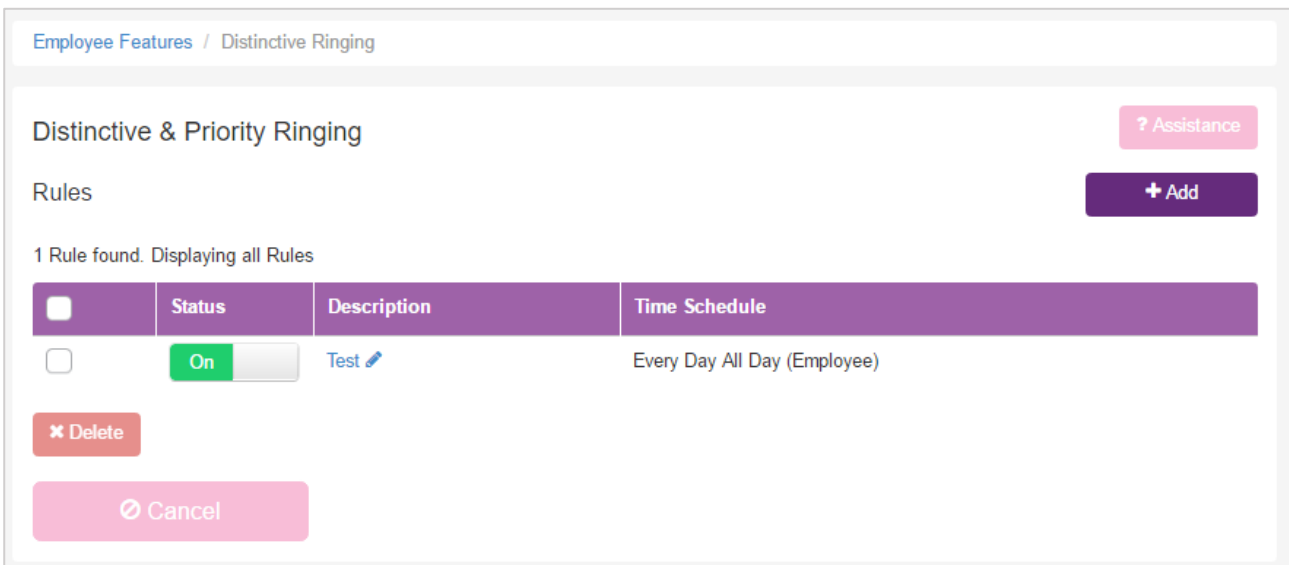 Employee Features / Distinctive Ringing
Distinctive & Priority Ringing
? Assistance
Rules
+ Add
1 Rule found. Displaying all Rules
Status Description Time Schedule
On Test Every Day All Day (Employee)
✖ Delete
Cancel